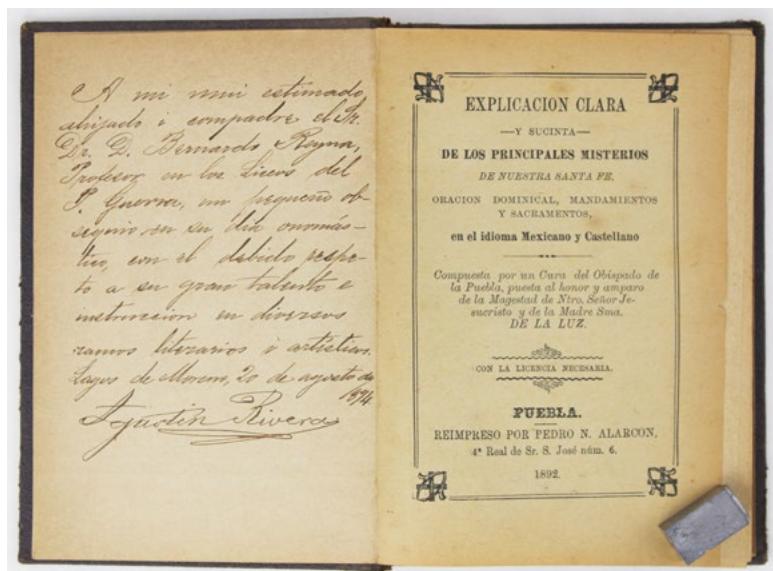 A mi mui estimado
ahijado i compadre el Sr.
Dr. D. Bernardo Reyna,
Profesor en los Liceos del
P. Guerra, un pequeño ob-
sequio en su día onomás-
tico, con el debido respe-
to a su gran talento e
instruccion en diversos
ramos literarios i artísticos.
Lagos de Moreno, 20 de agosto de
1894
Agustin Rivera
EXPLICACION CLARA
—Y SUCINTA—
DE LOS PRINCIPALES MISTERIOS
DE NUESTRA SANTA FE,
ORACION DOMINICAL, MANDAMIENTOS
Y SACRAMENTOS,
en el idioma Mexicano y Castellano
Compuesta por un Cura del Obispado de
la Puebla, puesta al honor y amparo
de la Magestad de Ntro. Señor Je-
sucristo y de la Madre Sma.
DE LA LUZ.
CON LA LICENCIA NECESARIA.
PUEBLA.
REIMPRESO POR PEDRO N. ALARCON,
4ª Real de Sr. S. José núm. 6.
1892.